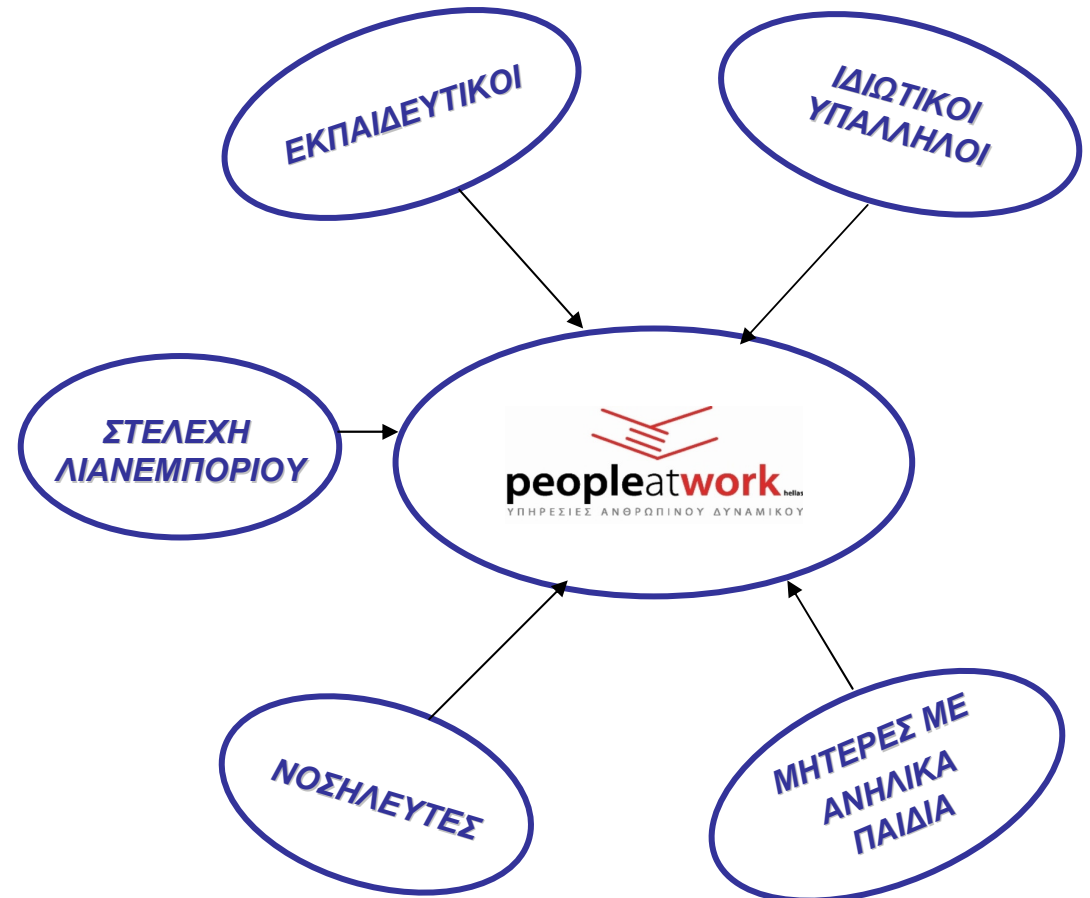 ΕΚΠΑΙΔΕΥΤΙΚΟΙ
ΙΔΙΩΤΙΚΟΙ
ΥΠΑΛΛΗΛΟΙ
ΣΤΕΛΕΧΗ
ΛΙΑΝΕΜΠΟΡΙΟΥ
peopleatwork hellas
ΥΠΗΡΕΣΙΕΣ ΑΝΘΡΩΠΙΝΟΥ ΔΥΝΑΜΙΚΟΥ
ΝΟΣΗΛΕΥΤΕΣ
ΜΗΤΕΡΕΣ ΜΕ
ΑΝΗΛΙΚΑ
ΠΑΙΔΙΑ